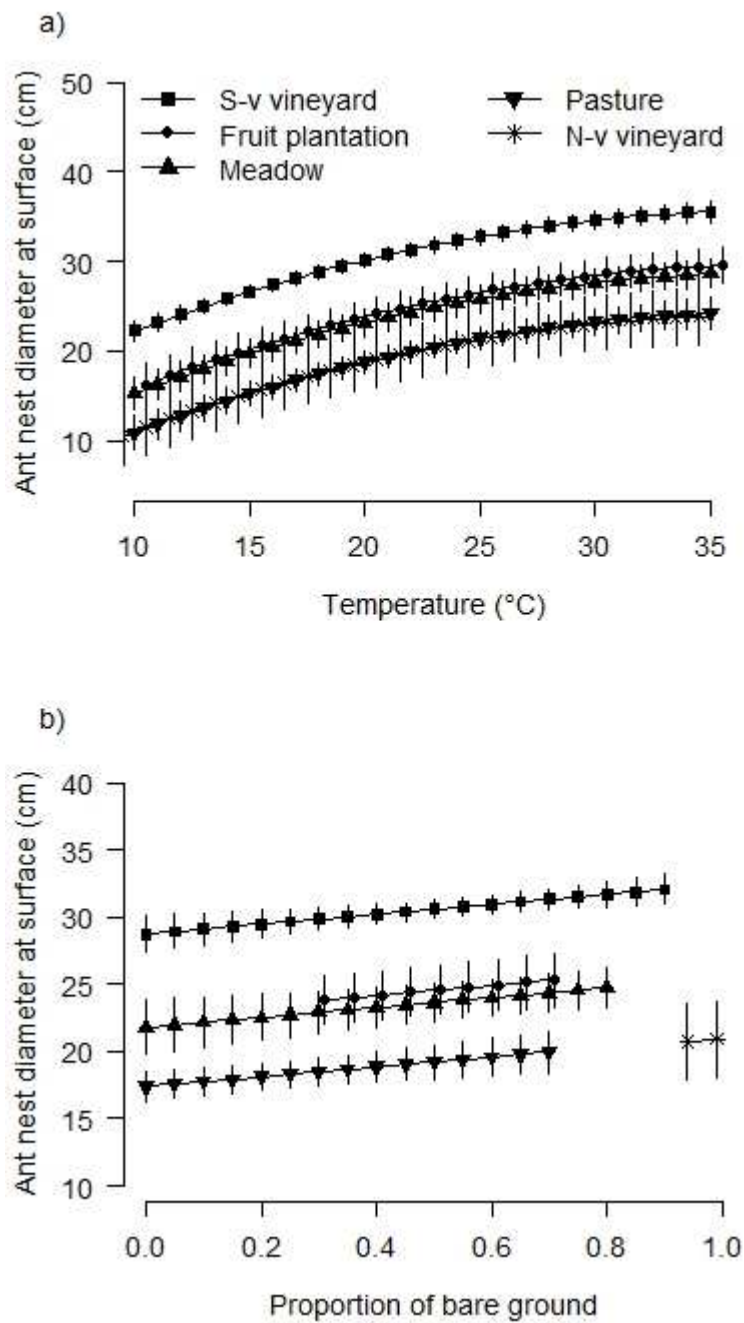 a)
Ant nest diameter at surface (cm)
50
40
30
20
10
S-v vineyard
Fruit plantation
Meadow
Pasture
N-v vineyard
10 15 20 25 30 35
Temperature (°C)
b)
Ant nest diameter at surface (cm)
40
35
30
25
20
15
10
0.0 0.2 0.4 0.6 0.8 1.0
Proportion of bare ground